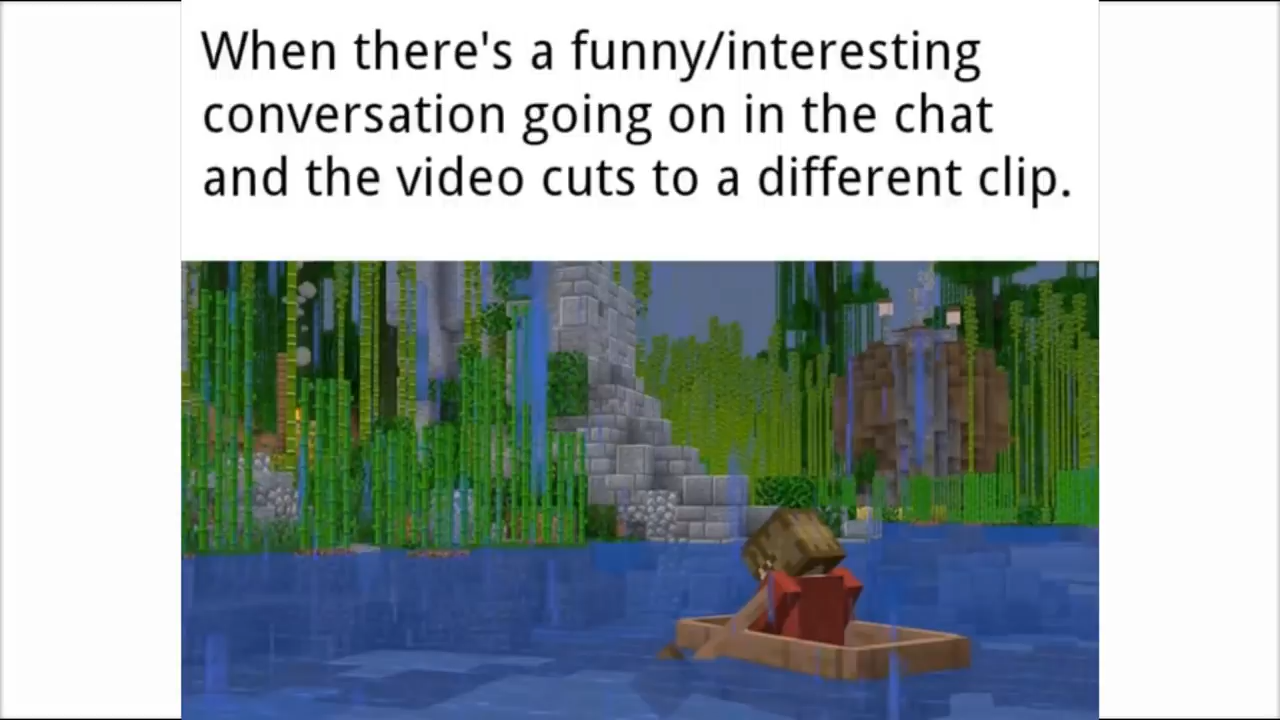 When there's a funny/interesting
conversation going on in the chat
and the video cuts to a different clip.